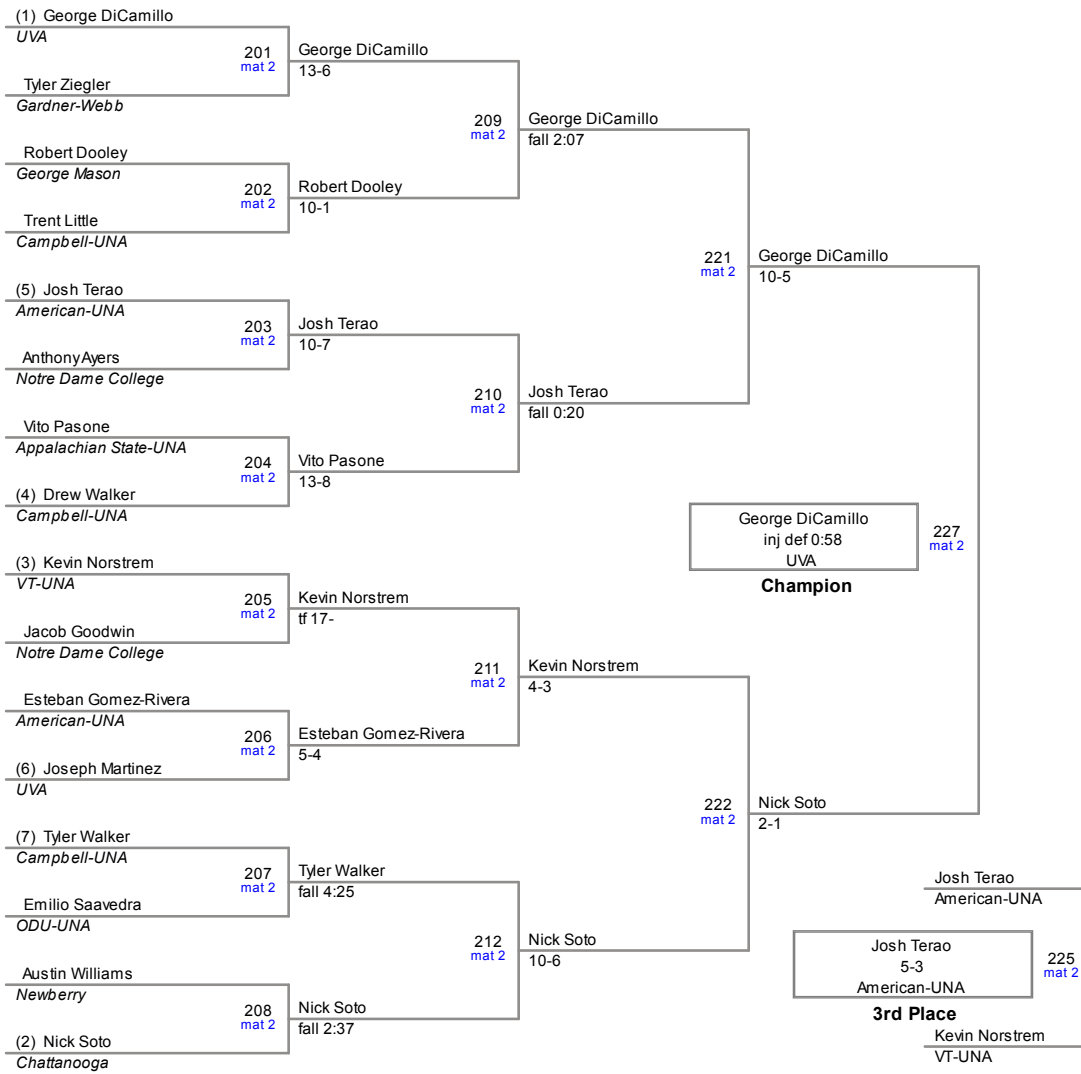 (1) George DiCamillo
UVA
201
mat 2
George DiCamillo
13-6
Tyler Ziegler
Gardner-Webb
209
mat 2
George DiCamillo
fall 2:07
Robert Dooley
George Mason
202
mat 2
Robert Dooley
10-1
Trent Little
Campbell-UNA
221
mat 2
George DiCamillo
10-5
(5) Josh Terao
American-UNA
203
mat 2
Josh Terao
10-7
AnthonyAyers
Notre Dame College
210
mat 2
Josh Terao
fall 0:20
Vito Pasone
Appalachian State-UNA
204
mat 2
Vito Pasone
13-8
(4) Drew Walker
Campbell-UNA
George DiCamillo
inj def 0:58
UVA
Champion
227
mat 2
(3) Kevin Norstrem
VT-UNA
205
mat 2
Kevin Norstrem
tf 17-
Jacob Goodwin
Notre Dame College
211
mat 2
Kevin Norstrem
4-3
Esteban Gomez-Rivera
American-UNA
206
mat 2
Esteban Gomez-Rivera
5-4
(6) Joseph Martinez
UVA
222
mat 2
Nick Soto
2-1
(7) Tyler Walker
Campbell-UNA
207
mat 2
Tyler Walker
fall 4:25
Emilio Saavedra
ODU-UNA
212
mat 2
Nick Soto
10-6
Austin Williams
Newberry
208
mat 2
Nick Soto
fall 2:37
(2) Nick Soto
Chattanooga
Josh Terao
American-UNA
Josh Terao
5-3
American-UNA
3rd Place
225
mat 2
Kevin Norstrem
VT-UNA